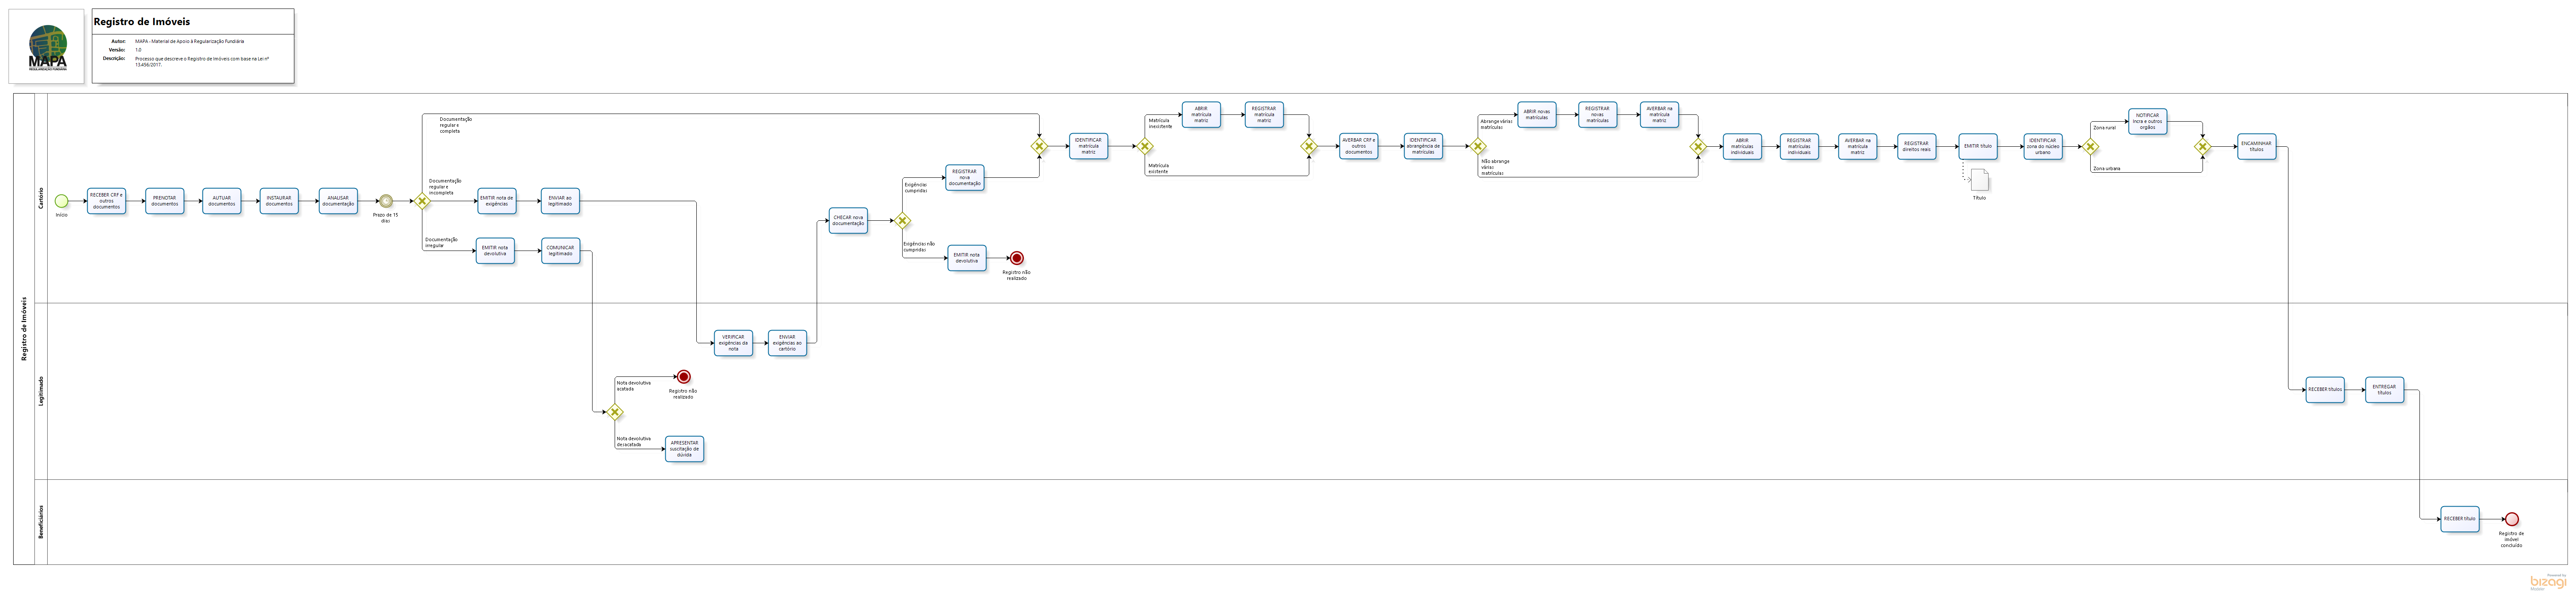 MAPA
REGULARIZAÇÃO FUNDIÁRIA
Registro de Imóveis
Autor: MAPA - Material de Apoio à Regularização Fundiária
Versão: 1.0
Descrição: Processo que descreve o Registro de Imóveis com base na Lei nº
13.456/2017.
Registro de Imóveis
Cartório
Início
RECEBER CRF e
outros
documentos
PRENOTAR
documentos
AUTUAR
documentos
INSTAURAR
documentos
ANALISAR
documentação
Prazo de 15
dias
Documentação
regular e
completa
Documentação
regular e
incompleta
Documentação
irregular
EMITIR nota de
exigências
ENVIAR ao
legitimado
EMITIR nota
devolutiva
COMUNICAR
legitimado
CHECAR nova
documentação
Exigências
cumpridas
Exigências não
cumpridas
REGISTRAR
nova
documentação
EMITIR nota
devolutiva
Registro não
realizado
IDENTIFICAR
matrícula
matriz
Matrícula
inexistente
Matrícula
existente
ABRIR
matrícula
matriz
REGISTRAR
matrícula
matriz
AVERBAR CRF e
outros
documentos
IDENTIFICAR
abrangência de
matrículas
Abrange várias
matrículas
Não abrange
várias
matrículas
ABRIR novas
matrículas
REGISTRAR
novas
matrículas
AVERBAR na
matrícula
matriz
ABRIR
matrículas
individuais
REGISTRAR
matrículas
individuais
AVERBAR na
matrícula
matriz
REGISTRAR
direitos reais
EMITIR título
Título
IDENTIFICAR
zona do núcleo
urbano
Zona rural
Zona urbana
NOTIFICAR
Incra e outros
orgãos
ENCAMINHAR
títulos
Legitimado
VERIFICAR
exigências da
nota
ENVIAR
exigências ao
cartório
Nota devolutiva
acatada
Registro não
realizado
Nota devolutiva
desacatada
APRESENTAR
suscitação de
dúvida
RECEBER títulos
ENTREGAR
títulos
Beneficiários
RECEBER título
Registro de
imóvel
concluído
Powered by
bizagi
Modeler